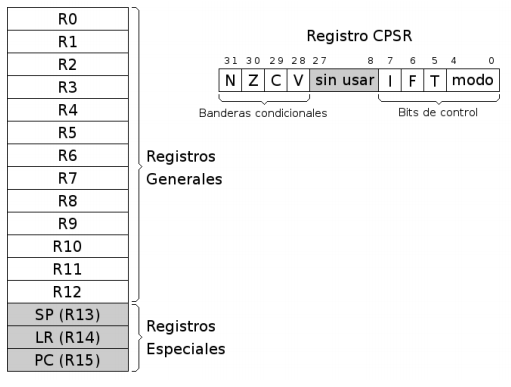 R0
R1
R2
R3
R4
R5
R6
R7
R8
R9
R10
R11
R12
SP (R13)
LR (R14)
PC (R15)
Registros
Generales
Registros
Especiales
Registro CPSR
31 30 29 28 27 8 7 6 5 4 0
N Z C V sin usar I F T modo
Banderas condicionales Bits de control